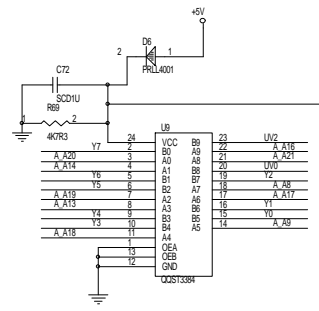 +5V
D6
2 1
PRLL4001
C72
SCD1U
R69
1 2
4K7R3
U9
24 VCC B9 23 UV2
Y7 2 B0 A9 22 A_A16
A_A20 3 A0 A8 21 A_A21
A_A14 4 A1 B8 20 UV0
Y6 5 B1 B7 19 Y2
Y5 6 B2 A7 18 A_A8
A_A19 7 A2 A6 17 A_A17
A_A13 8 A3 B6 16 Y1
Y4 9 B3 B5 15 Y0
Y3 10 B4 A5 14 A_A9
A_A18 11 A4
1 OEA
13 OEB
12 GND
QQST3384